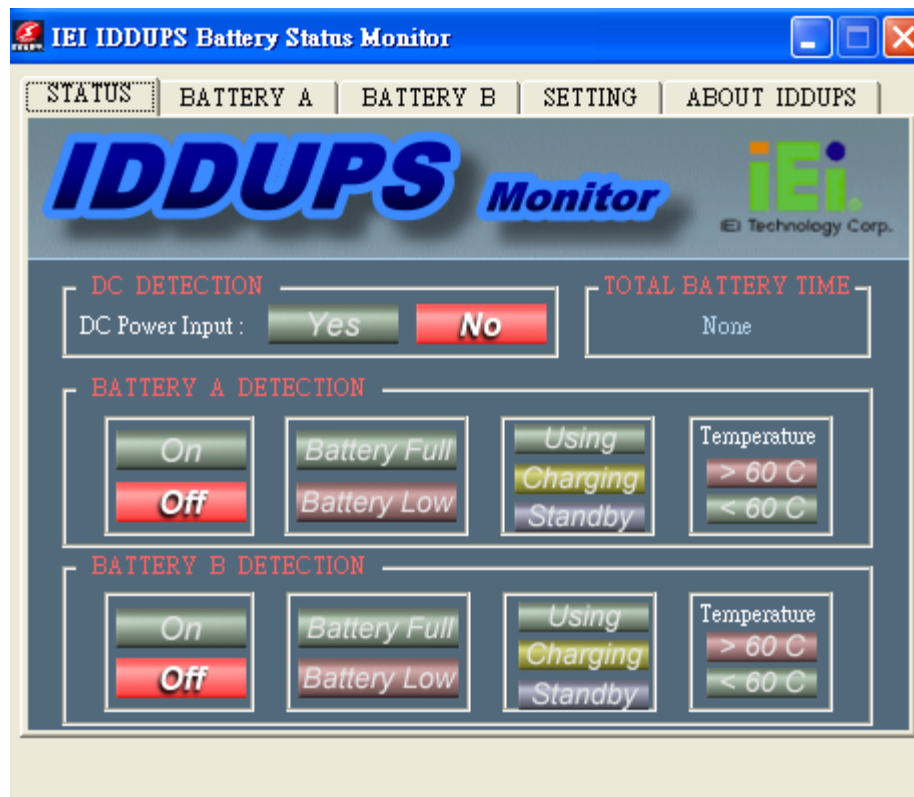 IEI IDDUPS Battery Status Monitor
STATUS BATTERY A BATTERY B SETTING ABOUT IDDUPS
IDDUPS Monitor
iEi
IEI Technology Corp.
DC DETECTION
DC Power Input : Yes No
TOTAL BATTERY TIME
None
BATTERY A DETECTION
On
Off
Battery Full
Battery Low
Using
Charging
Standby
Temperature
> 60 C
< 60 C
BATTERY B DETECTION
On
Off
Battery Full
Battery Low
Using
Charging
Standby
Temperature
> 60 C
< 60 C